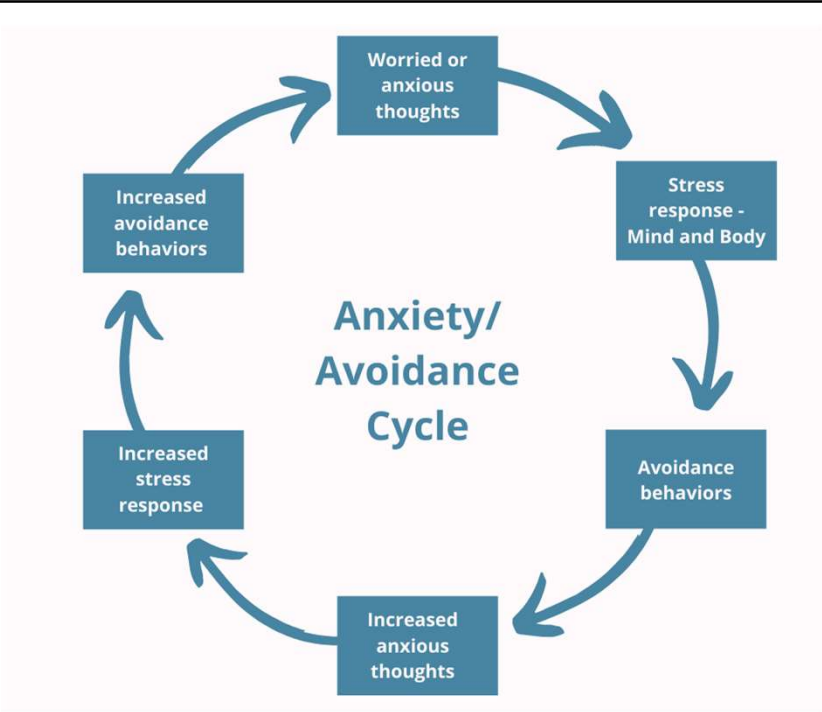 Worried or
anxious
thoughts
Stress
response -
Mind and Body
Avoidance
behaviors
Increased
anxious
thoughts
Increased
stress
response
Increased
avoidance
behaviors
Anxiety/
Avoidance
Cycle